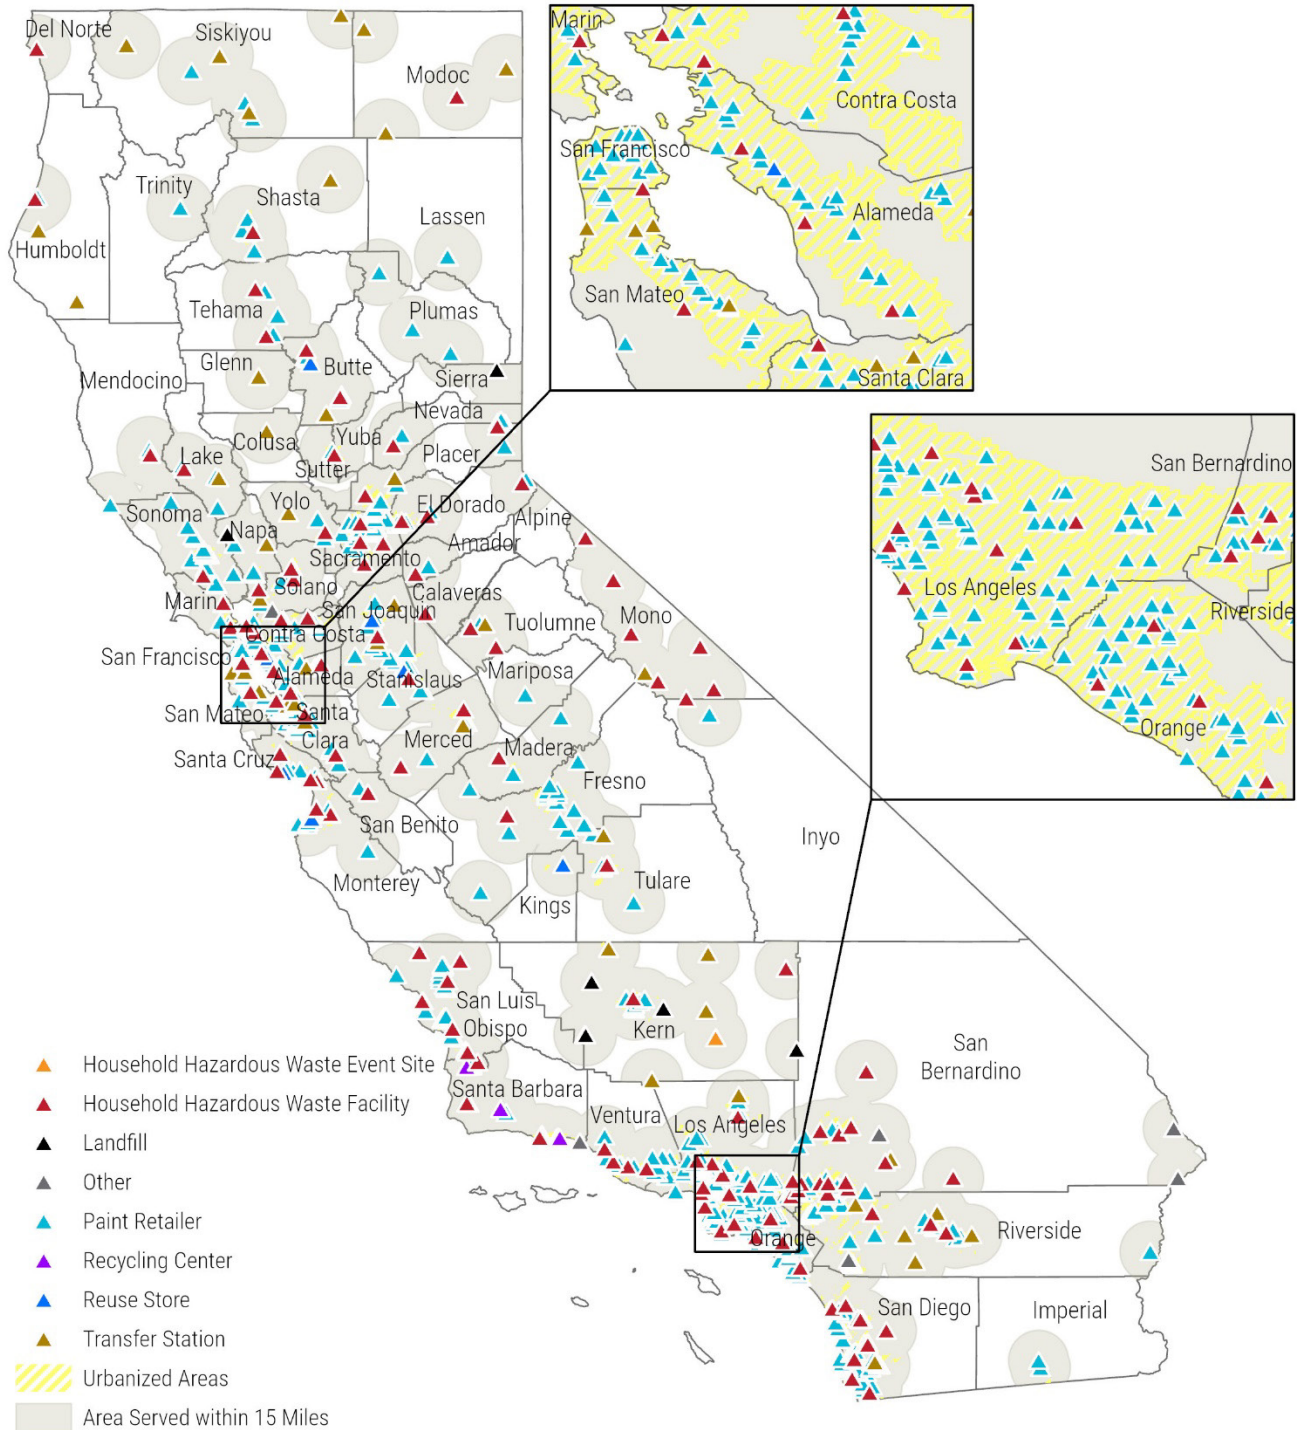 Del Norte
Siskiyou
Modoc
Trinity
Shasta
Lassen
Humboldt
Tehama
Plumas
Glenn
Butte
Mendocino
Sierra
Nevada
Colusa
Yuba
Lake
Sutter
Placer
Yolo
El Dorado
Sonoma
Napa
Alpine
Amador
Sacramento
Solano
Calaveras
Marin
San Joaquin
Mono
Tuolumne
Contra Costa
San Francisco
Alameda
Stanislaus
Mariposa
San Mateo
Santa
Clara
Merced
Madera
Santa Cruz
Fresno
San Benito
Inyo
Monterey
Kings
Tulare
San Luis
Obispo
Kern
San
Bernardino
Santa Barbara
Ventura
Los Angeles
Orange
Riverside
San Diego
Imperial
Marin
Contra Costa
San Francisco
Alameda
San Mateo
Santa Clara
San Bernardino
Los Angeles
Riverside
Orange
Household Hazardous Waste Event Site
Household Hazardous Waste Facility
Landfill
Other
Paint Retailer
Recycling Center
Reuse Store
Transfer Station
Urbanized Areas
Area Served within 15 Miles